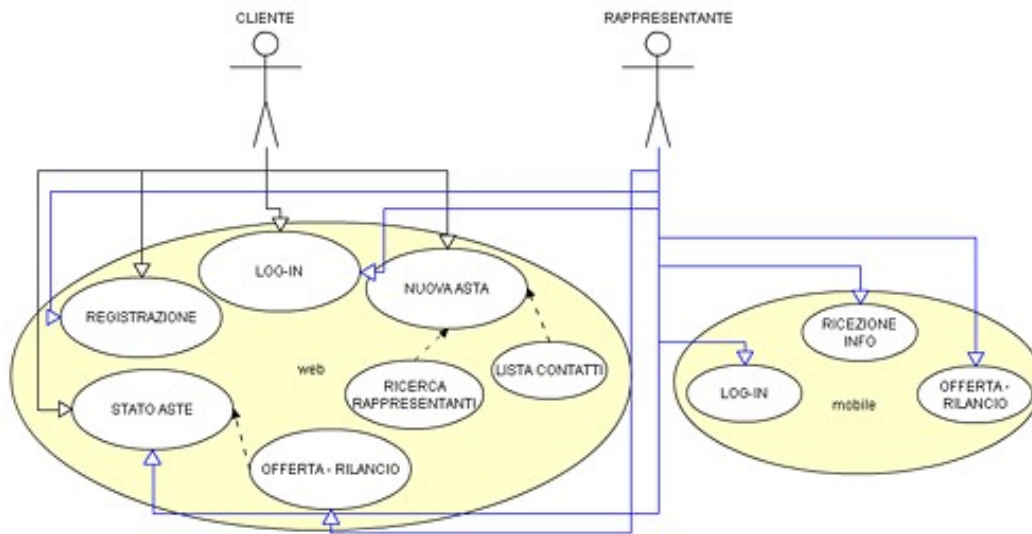 CLIENTE
RAPPRESENTANTE
LOG-IN
NUOVA ASTA
REGISTRAZIONE
web
RICERCA
RAPPRESENTANTI
LISTA CONTATTI
STATO ASTE
OFFERTA - RILANCIO
RICEZIONE
INFO
LOG-IN
mobile
OFFERTA -
RILANCIO